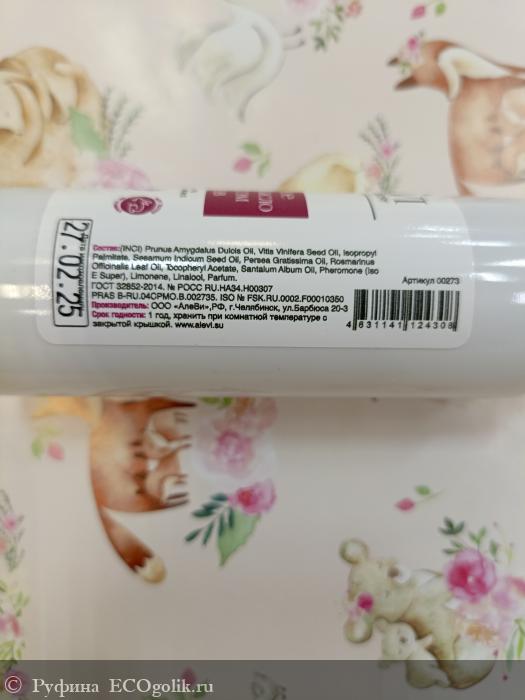 Состав:(INCI) Prunus Amygdalus Dulcis Oil, Vitis Vinifera Seed Oil, Isopropyl
Palmitate, Sesamum Indicum Seed Oil, Persea Gratissima Oil, Rosmarinus
Officinalis Leaf Oil, Tocopheryl Acetate, Santalum Album Oil, Pheromone (Iso
E Super), Limonene, Linalool, Parfum.
ГОСТ 32852-2014. № РОСС RU.HA34.H00307
PRAS B-RU.04СРМО.В.002735. ISO № FSK.RU.0002.F00010350
Производитель: ООО «АлеВи»,РФ, г.Челябинск, ул.Барбюса 20-3
Срок годности: 1 год, хранить при комнатной температуре с
закрытой крышкой. www.alevi.su
27.02.25
Артикул 00273
4 631141 124308
© Руфина ECOgolik.ru